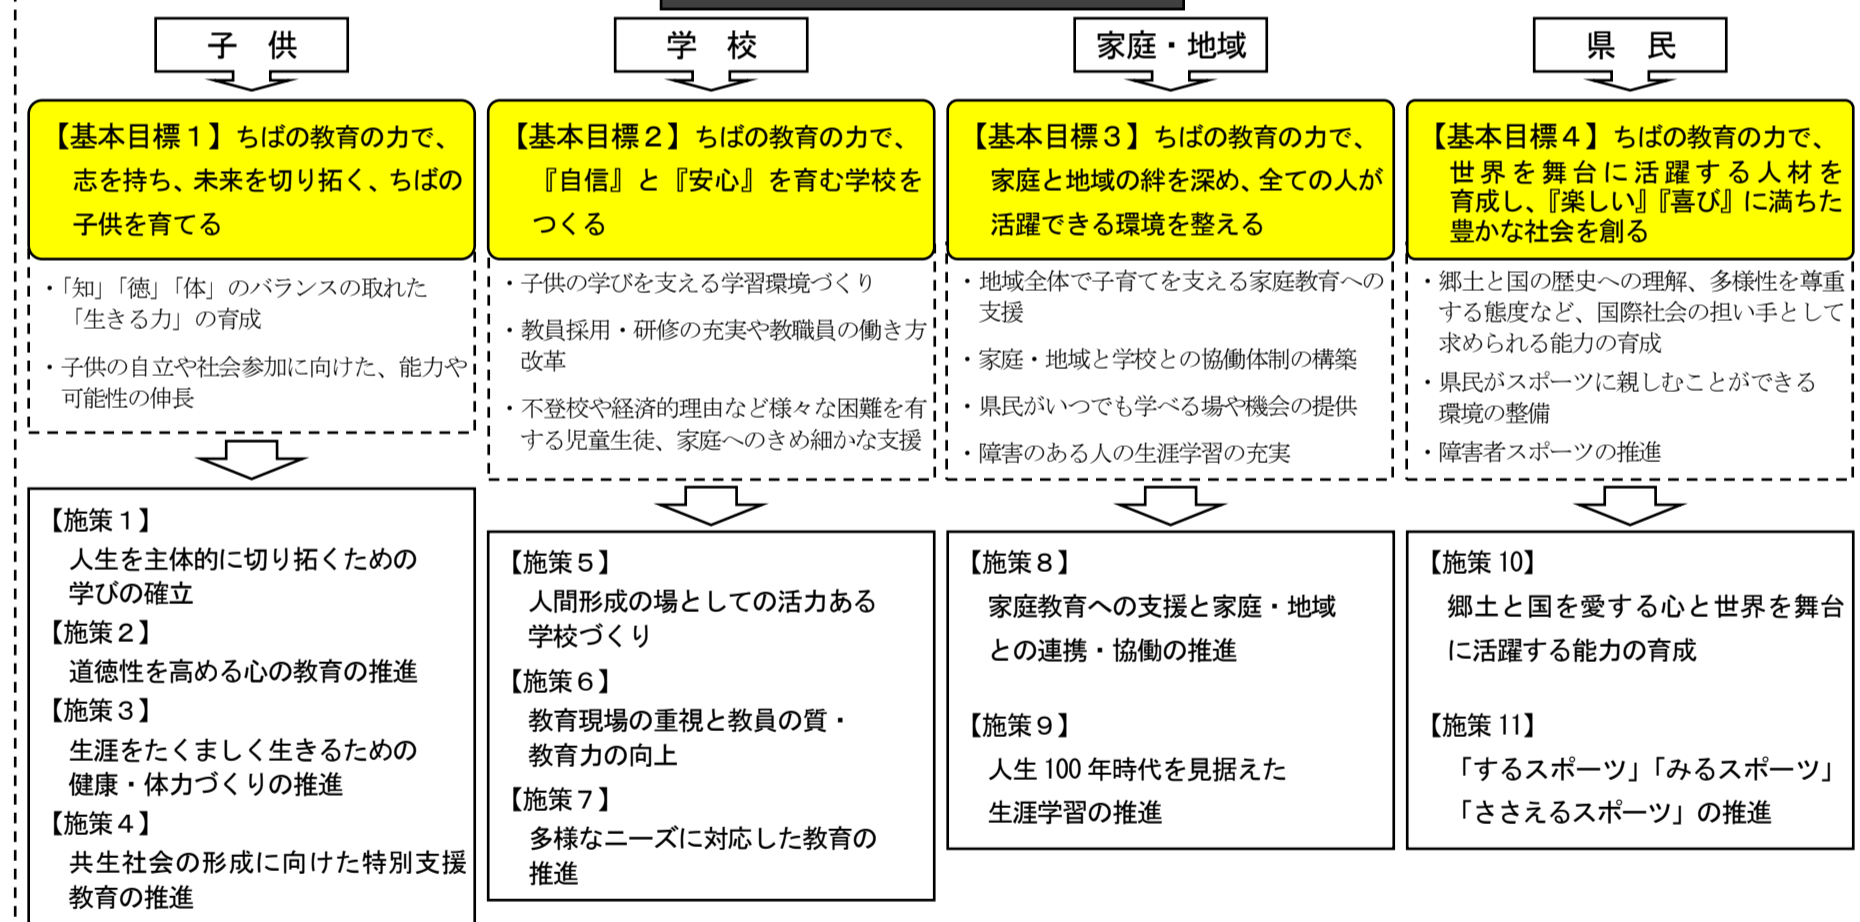 子　供
【基本目標１】ちばの教育の力で、
志を持ち、未来を切り拓く、ちばの
子供を育てる
・「知」「徳」「体」のバランスの取れた
「生きる力」の育成
・子供の自立や社会参加に向けた、能力や
可能性の伸長
【施策１】
人生を主体的に切り拓くための
学びの確立
【施策２】
道徳性を高める心の教育の推進
【施策３】
生涯をたくましく生きるための
健康・体力づくりの推進
【施策４】
共生社会の形成に向けた特別支援
教育の推進
学　校
【基本目標２】ちばの教育の力で、
『自信』と『安心』を育む学校を
つくる
・子供の学びを支える学習環境づくり
・教員採用・研修の充実や教職員の働き方
改革
・不登校や経済的理由など様々な困難を有
する児童生徒、家庭へのきめ細かな支援
【施策５】
人間形成の場としての活力ある
学校づくり
【施策６】
教育現場の重視と教員の質・
教育力の向上
【施策７】
多様なニーズに対応した教育の
推進
家庭・地域
【基本目標３】ちばの教育の力で、
家庭と地域の絆を深め、全ての人が
活躍できる環境を整える
・地域全体で子育てを支える家庭教育への
支援
・家庭・地域と学校との協働体制の構築
・県民がいつでも学べる場や機会の提供
・障害のある人の生涯学習の充実
【施策８】
家庭教育への支援と家庭・地域
との連携・協働の推進
【施策９】
人生100年時代を見据えた
生涯学習の推進
県　民
【基本目標４】ちばの教育の力で、
世界を舞台に活躍する人材を
育成し、『楽しい』『喜び』に満ちた
豊かな社会を創る
・郷土と国の歴史への理解、多様性を尊重
する態度など、国際社会の担い手として
求められる能力の育成
・県民がスポーツに親しむことができる
環境の整備
・障害者スポーツの推進
【施策10】
郷土と国を愛する心と世界を舞台
に活躍する能力の育成
【施策11】
「するスポーツ」「みるスポーツ」
「ささえるスポーツ」の推進